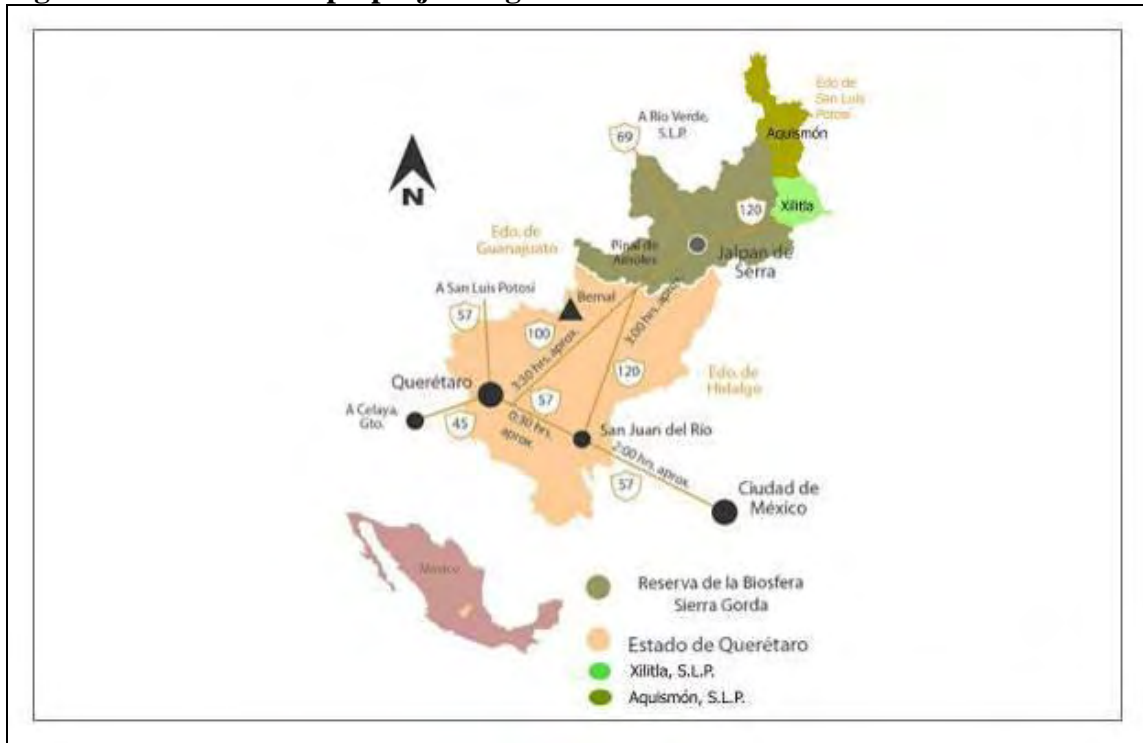 Edo de
San Luis
Potosí
A Río Verde,
S.L.P.
69
Aquismón
N
Xilitla
120
Edo. de
Guanajuato
Pinal de
Amoles
Jalpan de
Serra
A San Luis Potosí
57
Bernal
100
3:30 hrs. aprox.
3:00 hrs. aprox.
120
Edo. de
Hidalgo
Querétaro
57
A Celaya,
Gto.
45
0:30 hrs.
aprox.
San Juan del Río
2:00 hrs. aprox.
57
Ciudad de
México
Mexico
Reserva de la Biosfera
Sierra Gorda
Estado de Querétaro
Xilitla, S.L.P.
Aquismón, S.L.P.